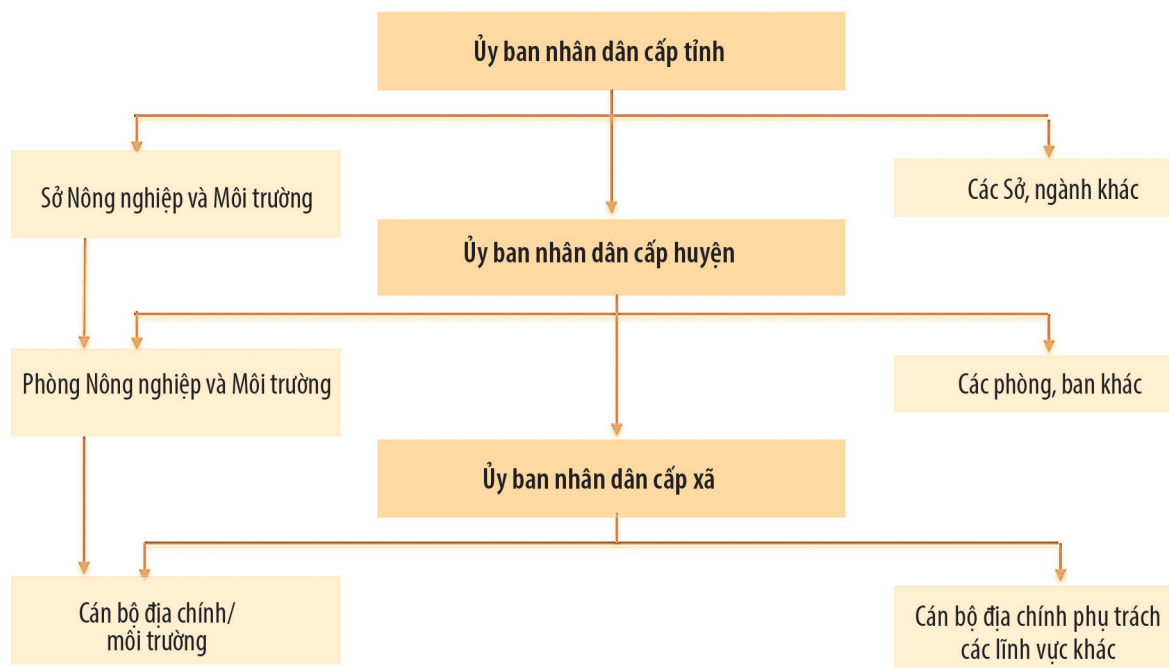 Ủy ban nhân dân cấp tỉnh
Sở Nông nghiệp và Môi trường
Các Sở, ngành khác
Ủy ban nhân dân cấp huyện
Phòng Nông nghiệp và Môi trường
Các phòng, ban khác
Ủy ban nhân dân cấp xã
Cán bộ địa chính/
môi trường
Cán bộ địa chính phụ trách
các lĩnh vực khác